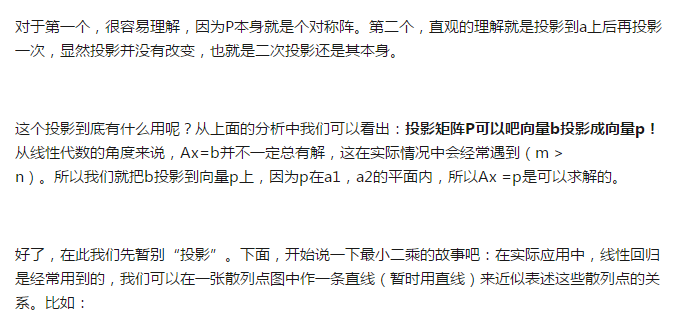 对于第一个，很容易理解，因为P本身就是个对称阵。第二个，直观的理解就是投影到a上后再投影
一次，显然投影并没有改变，也就是二次投影还是其本身。
这个投影到底有什么用呢？从上面的分析中我们可以看出：投影矩阵P可以吧向量b投影成向量p！
从线性代数的角度来说，Ax=b并不一定总有解，这在实际情况中会经常遇到（m >
n）。所以我们就把b投影到向量p上，因为p在a1，a2的平面内，所以Ax =p是可以求解的。
好了，在此我们先暂别“投影”。下面，开始说一下最小二乘的故事吧：在实际应用中，线性回归
是经常用到的，我们可以在一张散列点图中作一条直线（暂时用直线）来近似表述这些散列点的关
系。比如：